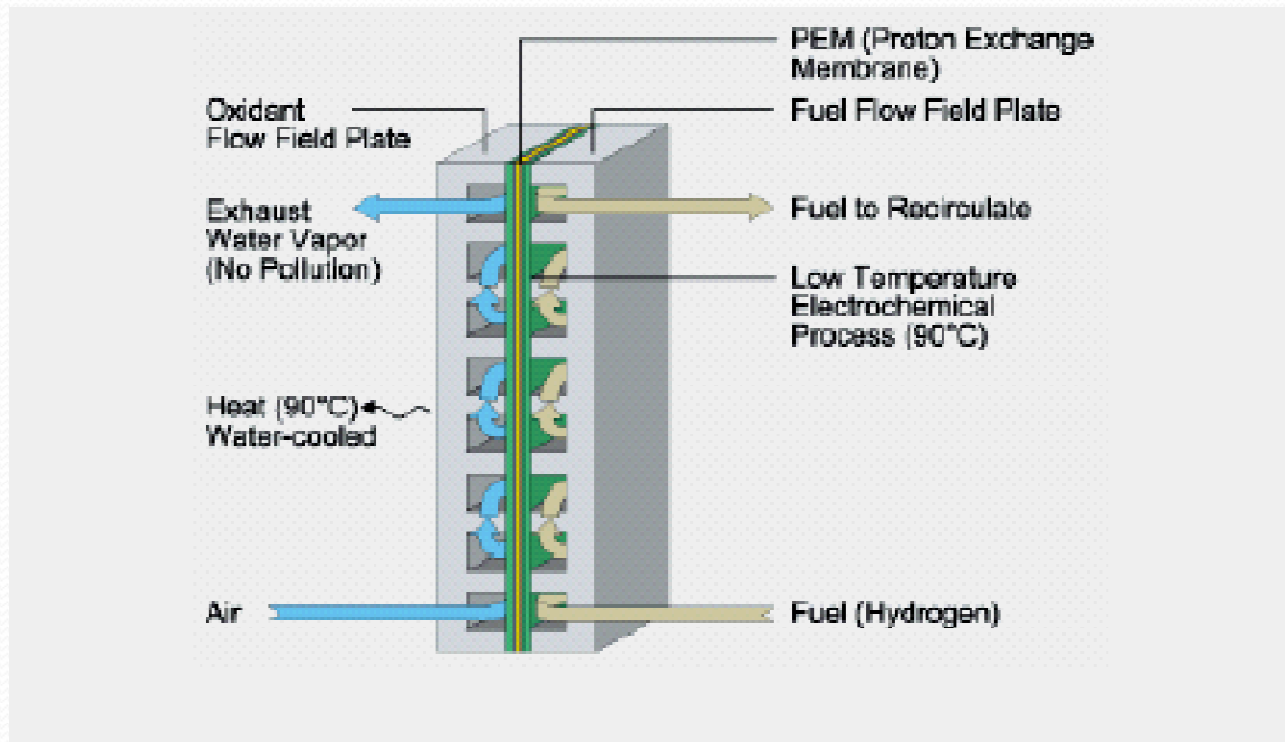 PEM (Proton Exchange
Membrane)
Oxidant
Flow Field Plate
Fuel Flow Field Plate
Exhaust
Water Vapor
(No Pollution)
Fuel to Recirculate
Low Temperature
Electrochemical
Process (90°C)
Heat (90°C)
Water-cooled
Air
Fuel (Hydrogen)